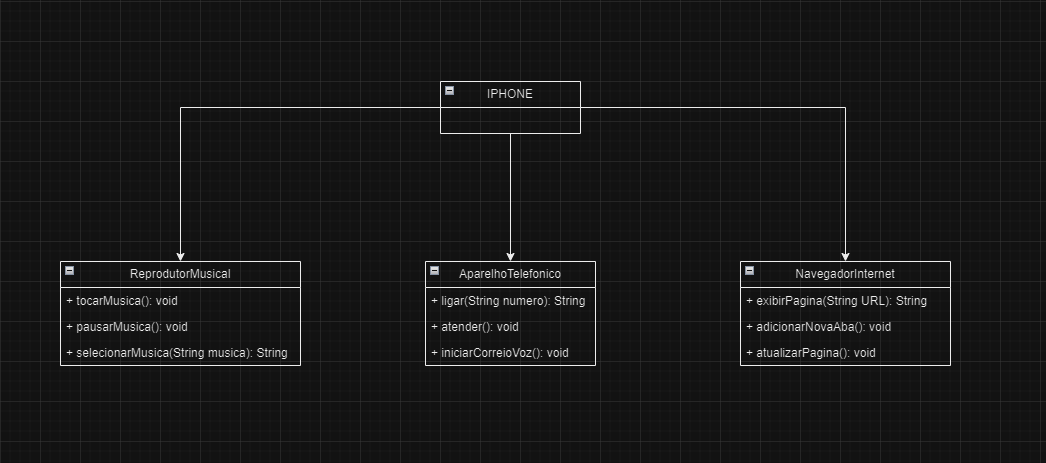 IPHONE
ReprodutorMusical
+ tocarMusica(): void
+ pausarMusica(): void
+ selecionarMusica(String musica): String
AparelhoTelefonico
+ ligar(String numero): String
+ atender(): void
+ iniciarCorreioVoz(): void
NavegadorInternet
+ exibirPagina(String URL): String
+ adicionarNovaAba(): void
+ atualizarPagina(): void